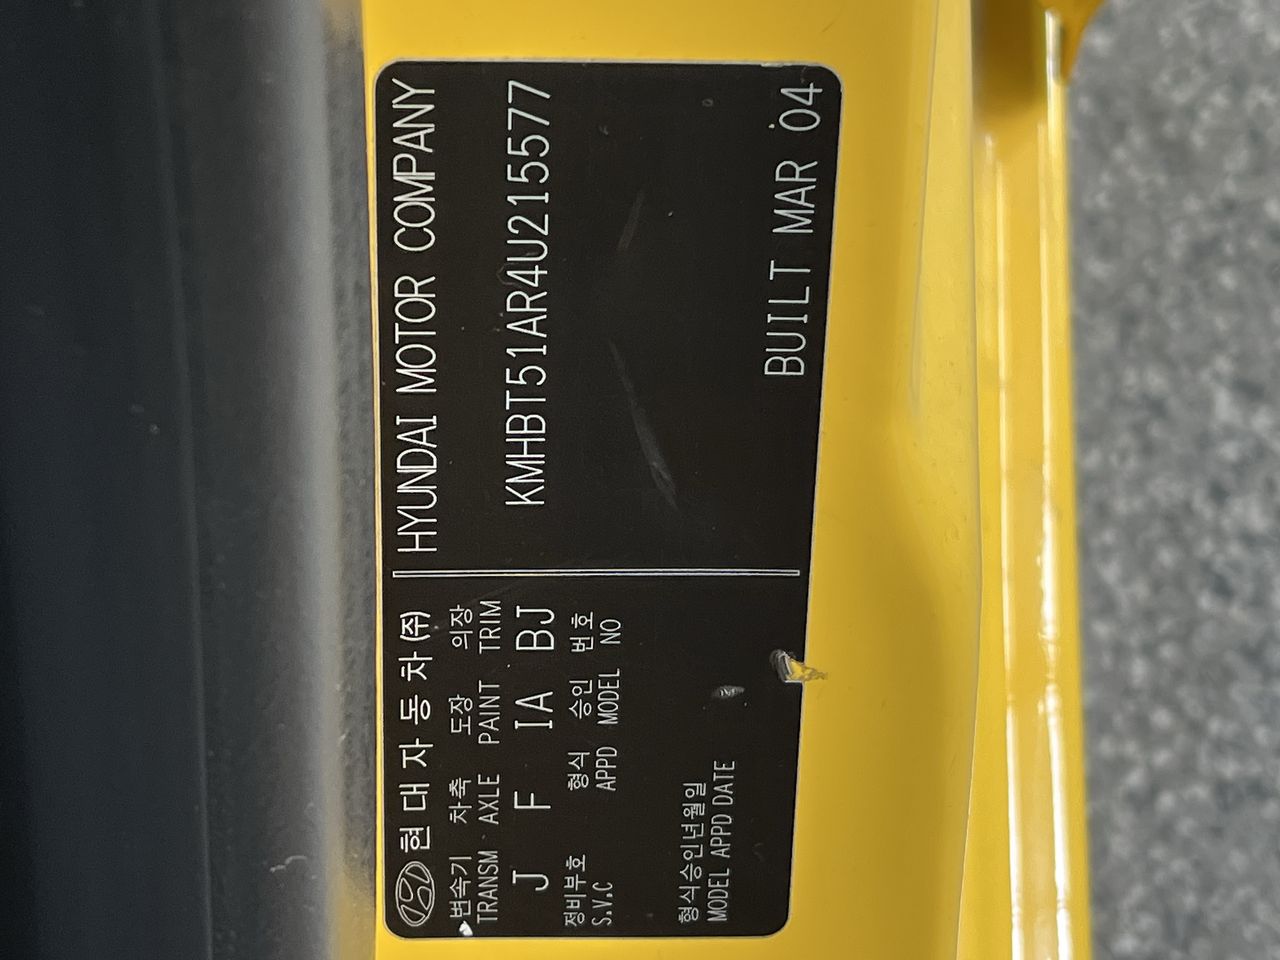 현대자동차(주)
변속기 차축 도장 의장
TRANSM AXLE PAINT TRIM
J F IA BJ
정비부호 형식 승인 번호
S.V.C APPD MODEL NO
형식승인년월일
MODEL APPD DATE
HYUNDAI MOTOR COMPANY
KMHBT51AR4U215577
BUILT MAR '04